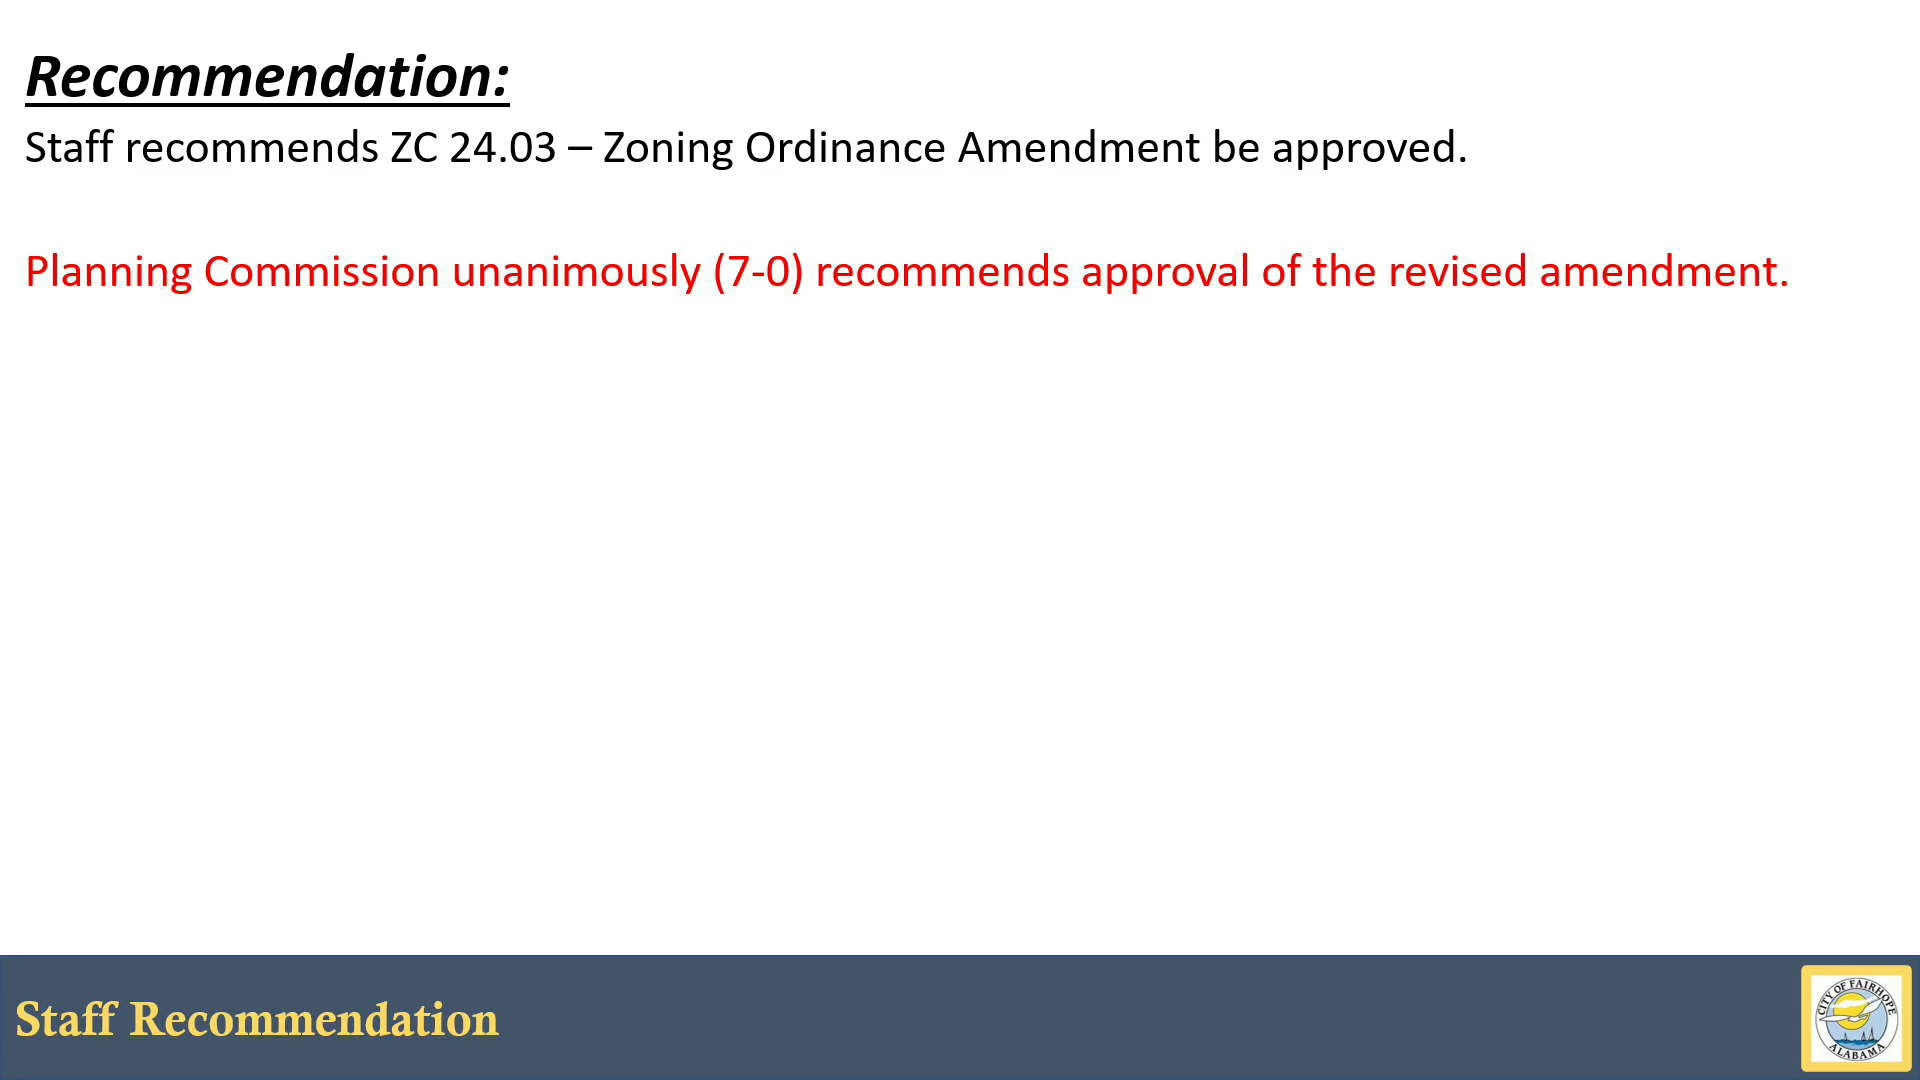 Recommendation:
Staff recommends ZC 24.03 – Zoning Ordinance Amendment be approved.
Planning Commission unanimously (7-0) recommends approval of the revised amendment.
Staff Recommendation
CITY OF FAIRHOPE
ALABAMA